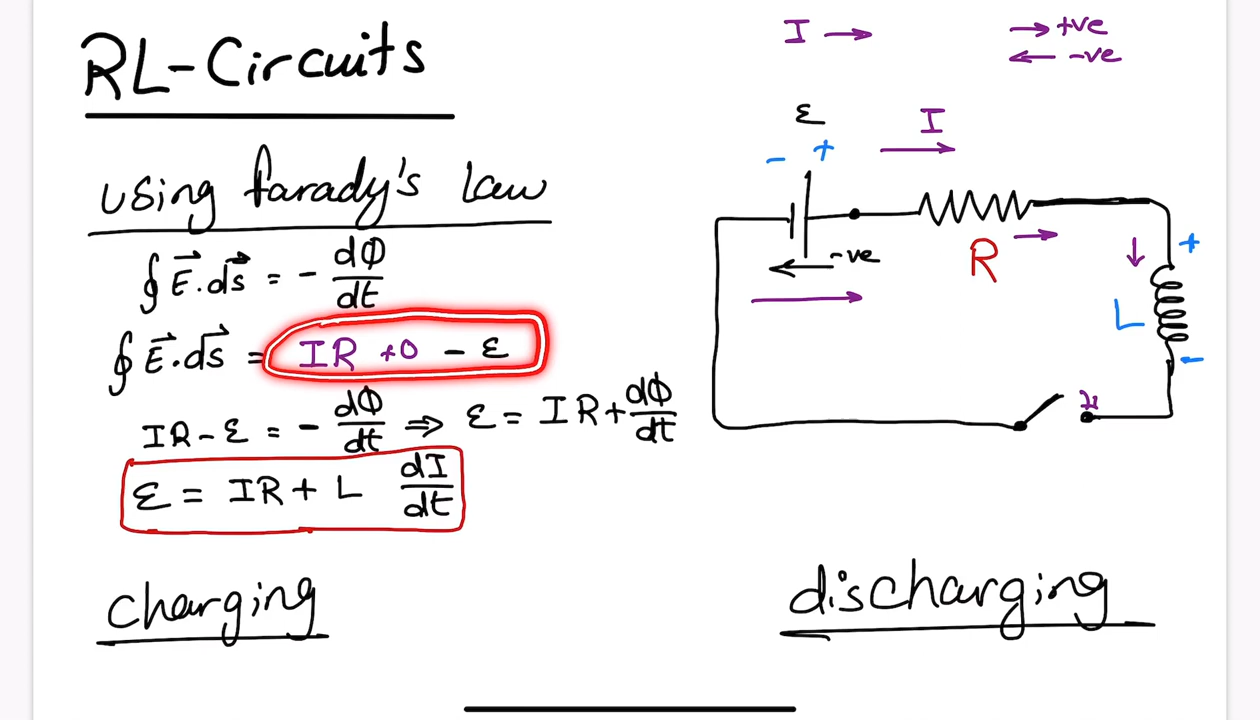 RL-Circuits
using farady's law
∮ E⃗.ds⃗ = - dΦ/dt
∮ E⃗.ds⃗ = IR +0 - ε
IR - ε = - dΦ/dt ⇒ ε = IR + dΦ/dt
ε = IR + L dI/dt
charging
I → → +ve
← -ve
ε I
- +
R
← -ve
+
L
-
discharging